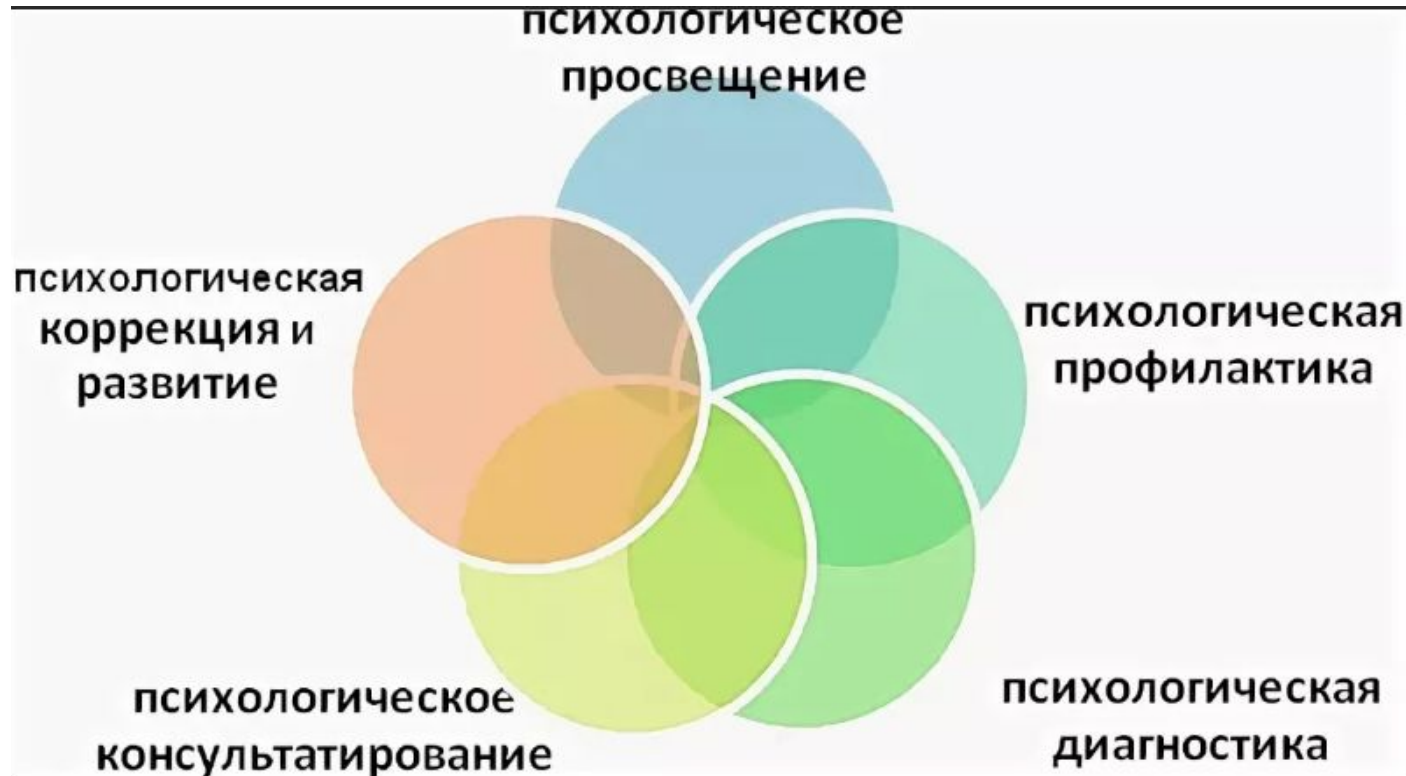 психологическое
просвещение
психологическая
коррекция и
развитие
психологическая
профилактика
психологическое
консультатирование
психологическая
диагностика